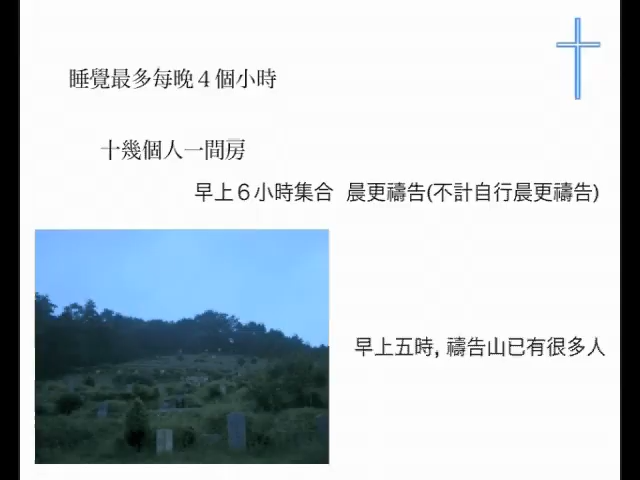 睡覺最多每晚４個小時
十幾個人一間房
早上６小時集合 晨更禱告(不計自行晨更禱告)
早上五時, 禱告山已有很多人